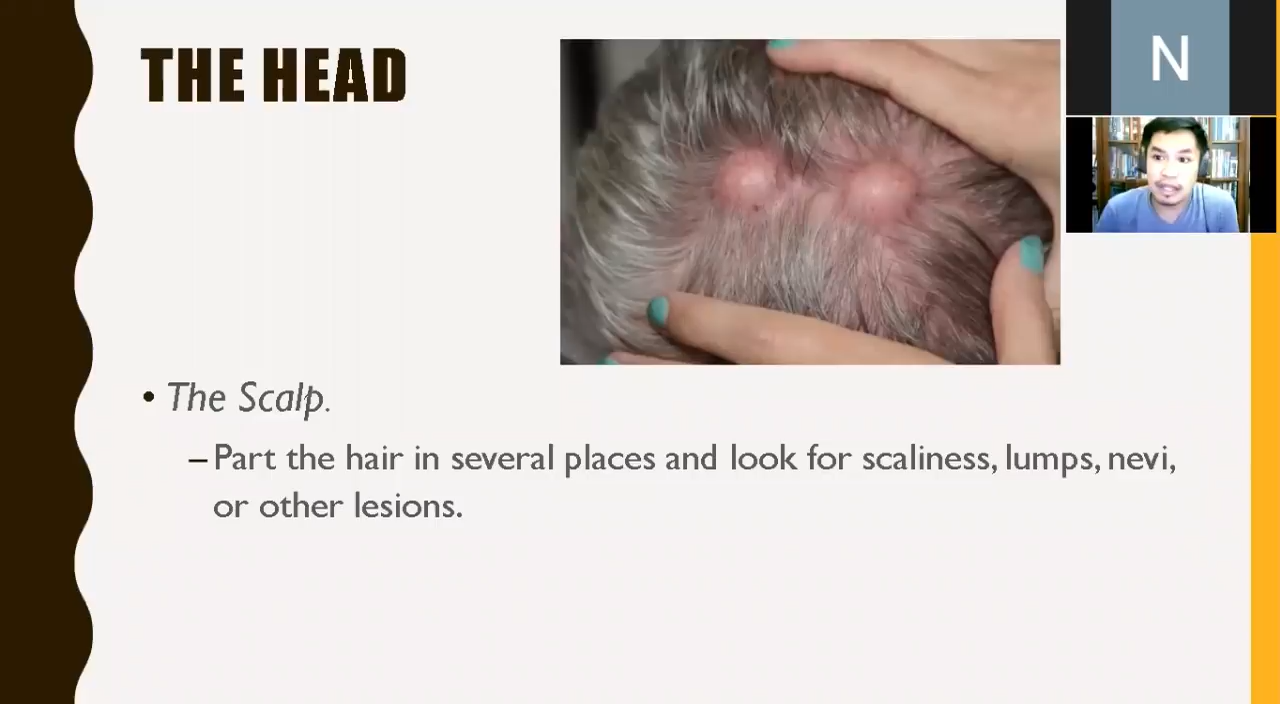 THE HEAD
N
• The Scalp.
– Part the hair in several places and look for scaliness, lumps, nevi,
or other lesions.